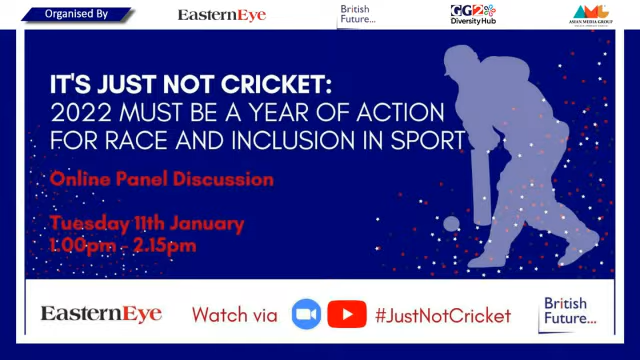 Organised By
EasternEye
British
Future...
GG2
Diversity Hub
AMG
ASIAN MEDIA GROUP
IT'S JUST NOT CRICKET:
2022 MUST BE A YEAR OF ACTION
FOR RACE AND INCLUSION IN SPORT
Online Panel Discussion
Tuesday 11th January
1.00pm - 2.15pm
EasternEye
Watch via
#JustNotCricket
British
Future...